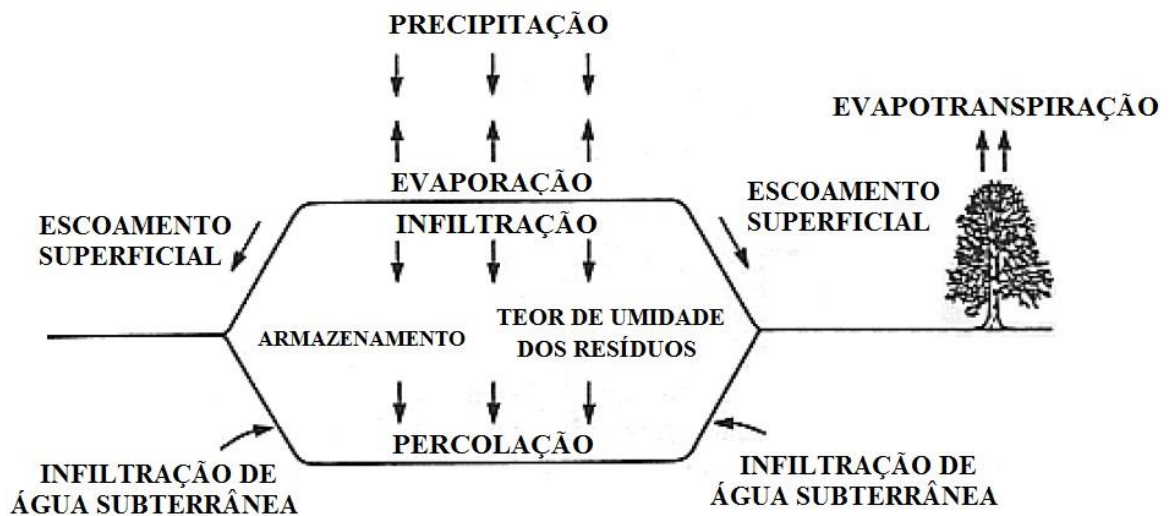 PRECIPITAÇÃO
EVAPOTRANSPIRAÇÃO
EVAPORAÇÃO
ESCOAMENTO
SUPERFICIAL
INFILTRAÇÃO
ESCOAMENTO
SUPERFICIAL
ARMAZENAMENTO
TEOR DE UMIDADE
DOS RESÍDUOS
PERCOLAÇÃO
INFILTRAÇÃO DE
ÁGUA SUBTERRÂNEA
INFILTRAÇÃO DE
ÁGUA SUBTERRÂNEA